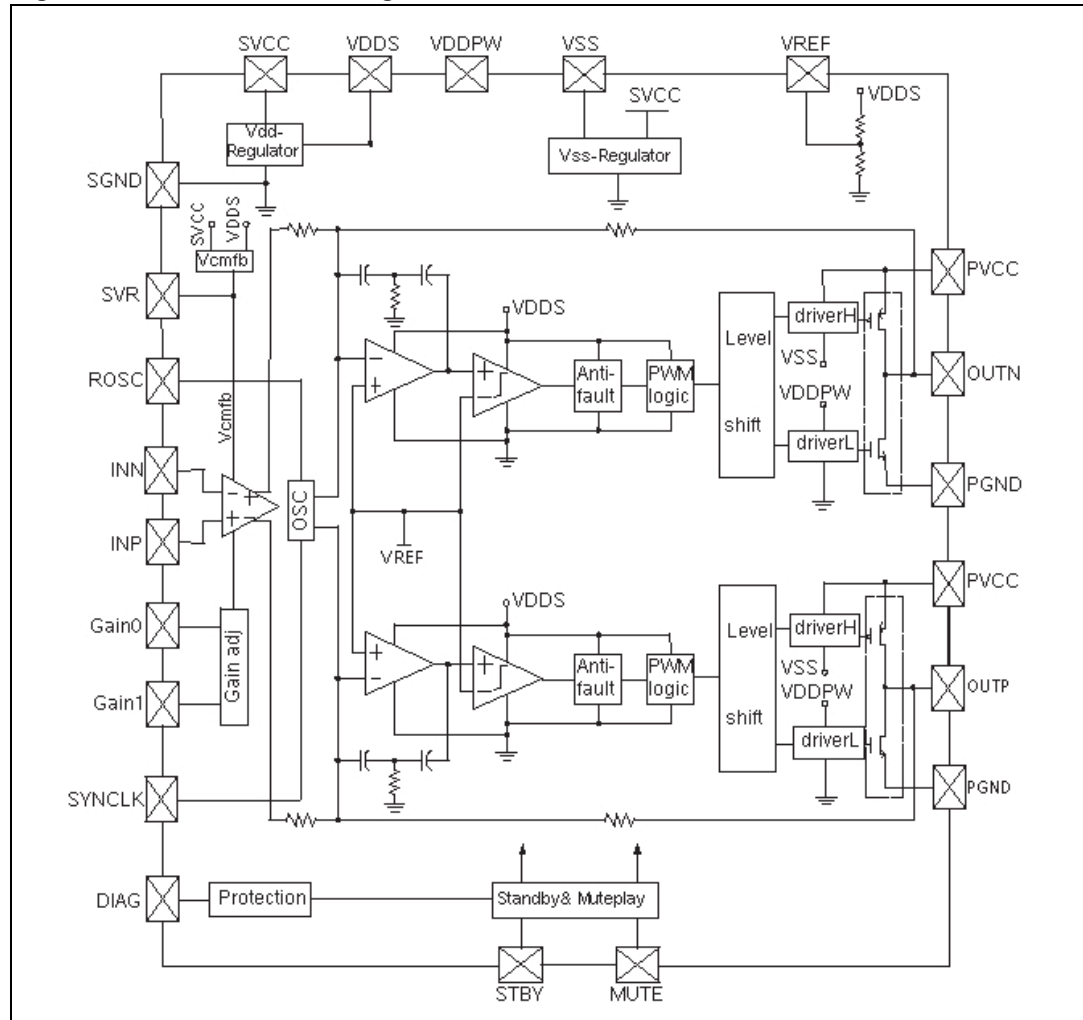 SVCC VDDS VDDPW VSS VREF
SVCC
VDDS
Vdd-
Regulator
Vss-Regulator
SGND
SVCC
VDDS
Vcmfb
SVR
PVCC
VDDS
driverH
Level
shift
VSS
ROSC
Anti-
fault
PWM
logic
OUTN
VDDPW
Vcmfb
driverL
INN
OSC
PGND
INP
VREF
PVCC
VDDS
Gain0
Level
shift
driverH
Gain adj
Anti-
fault
PWM
logic
VSS
VDDPW
OUTP
Gain1
driverL
SYNCLK
PGND
DIAG
Protection
Standby& Muteplay
STBY MUTE